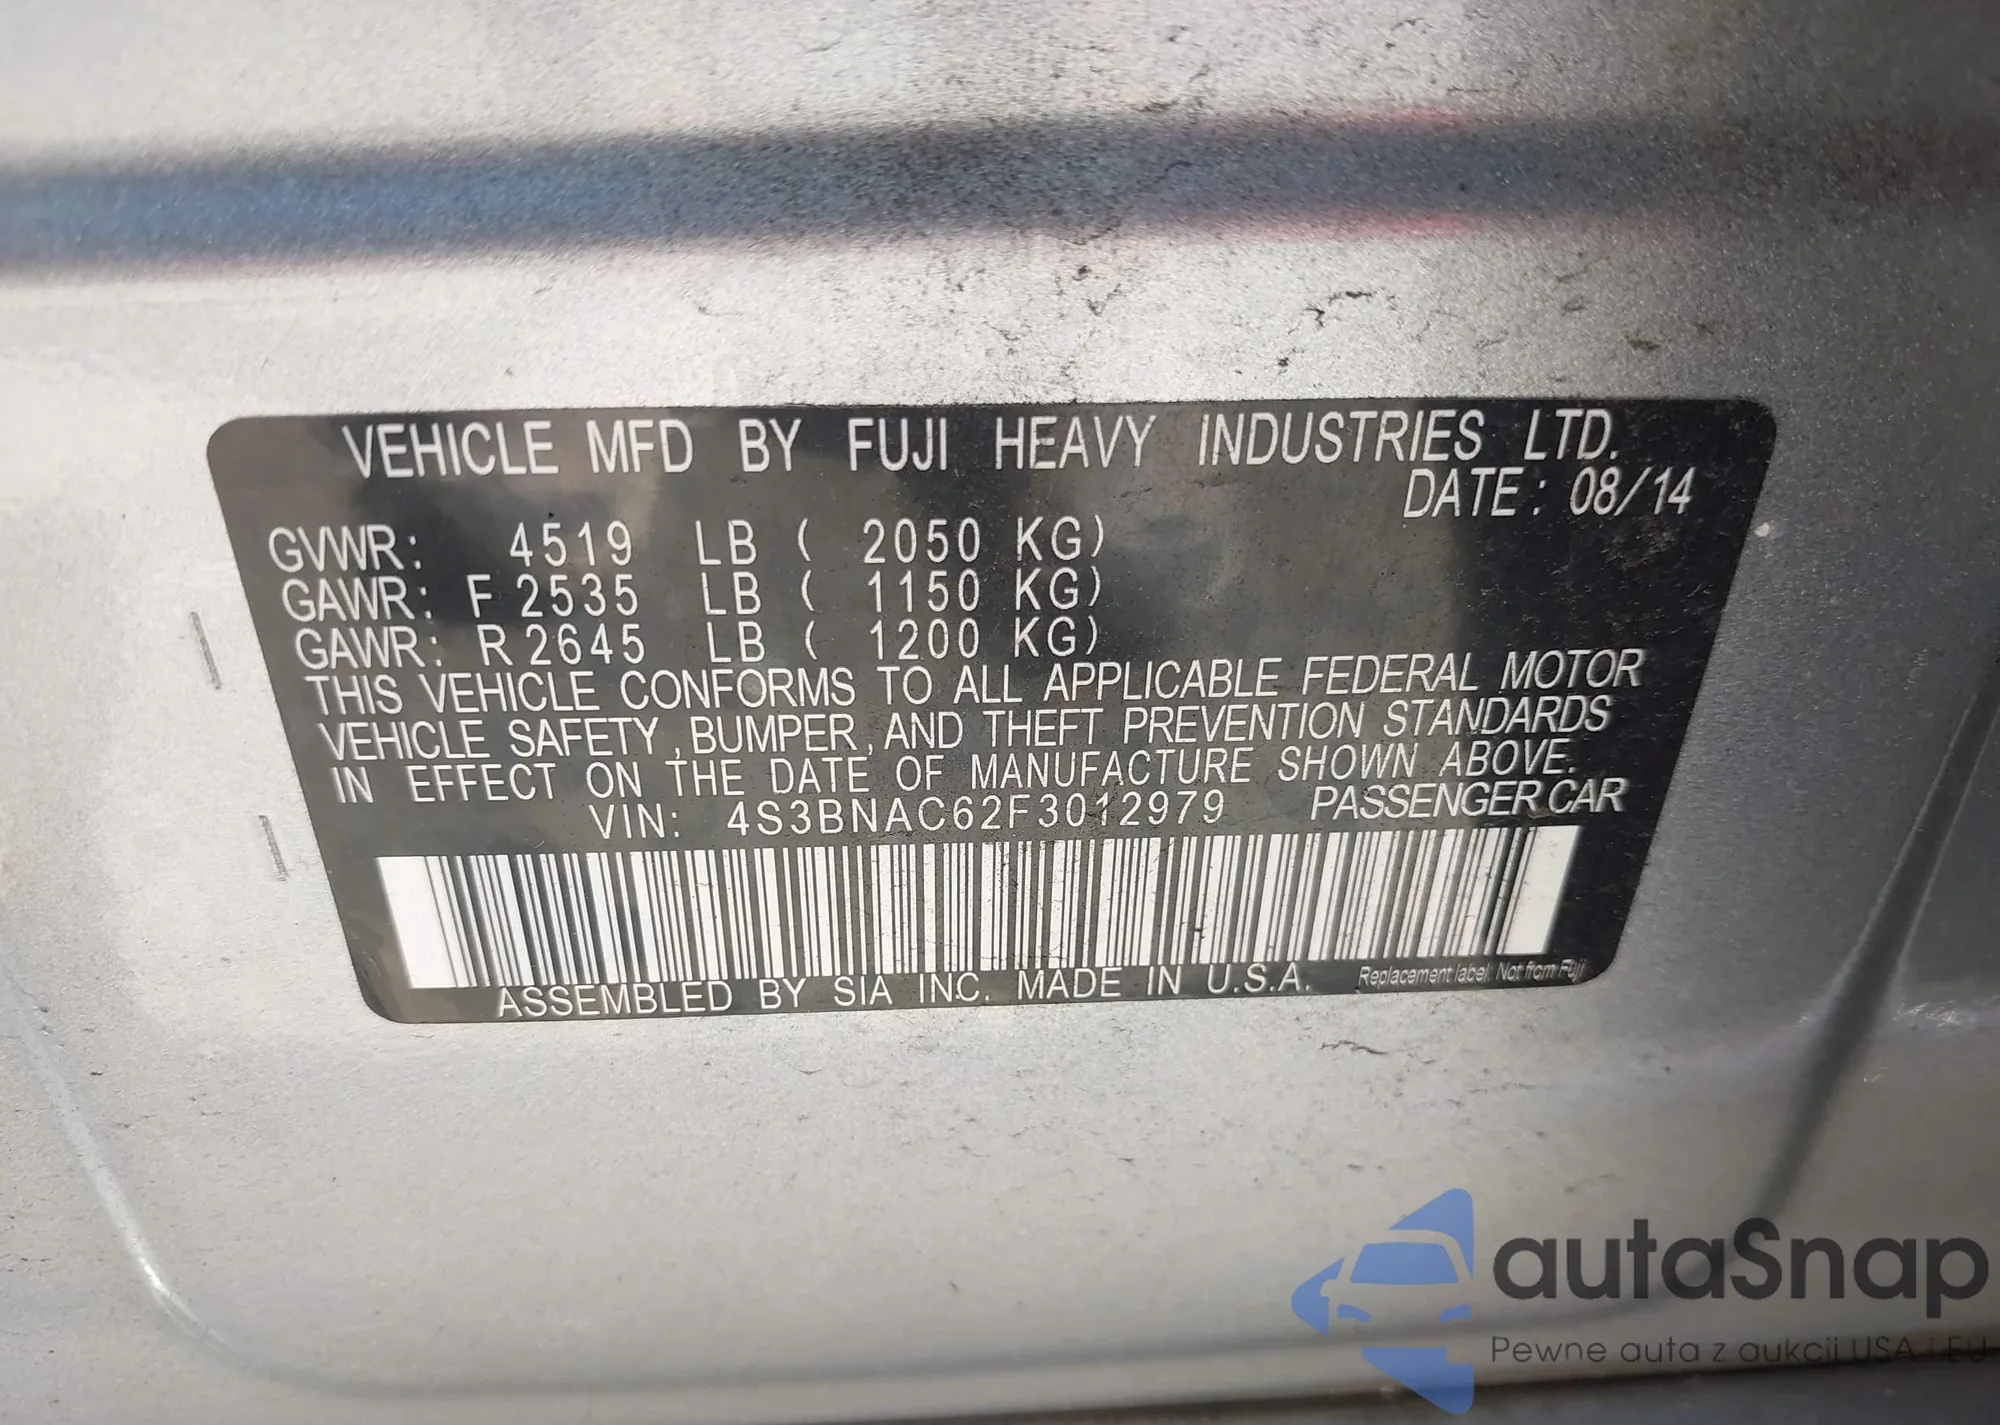 VEHICLE MFD BY FUJI HEAVY INDUSTRIES LTD.
DATE: 08/14
GVWR: 4519 LB ( 2050 KG)
GAWR: F 2535 LB ( 1150 KG)
GAWR: R 2645 LB ( 1200 KG)
THIS VEHICLE CONFORMS TO ALL APPLICABLE FEDERAL MOTOR
VEHICLE SAFETY, BUMPER, AND THEFT PREVENTION STANDARDS
IN EFFECT ON THE DATE OF MANUFACTURE SHOWN ABOVE.
VIN: 4S3BNAC62F3012979 PASSENGER CAR
ASSEMBLED BY SIA INC. MADE IN U.S.A. Replacement label. Not from Fuji
autaSnap
Pewne auta z aukcji USA i EU